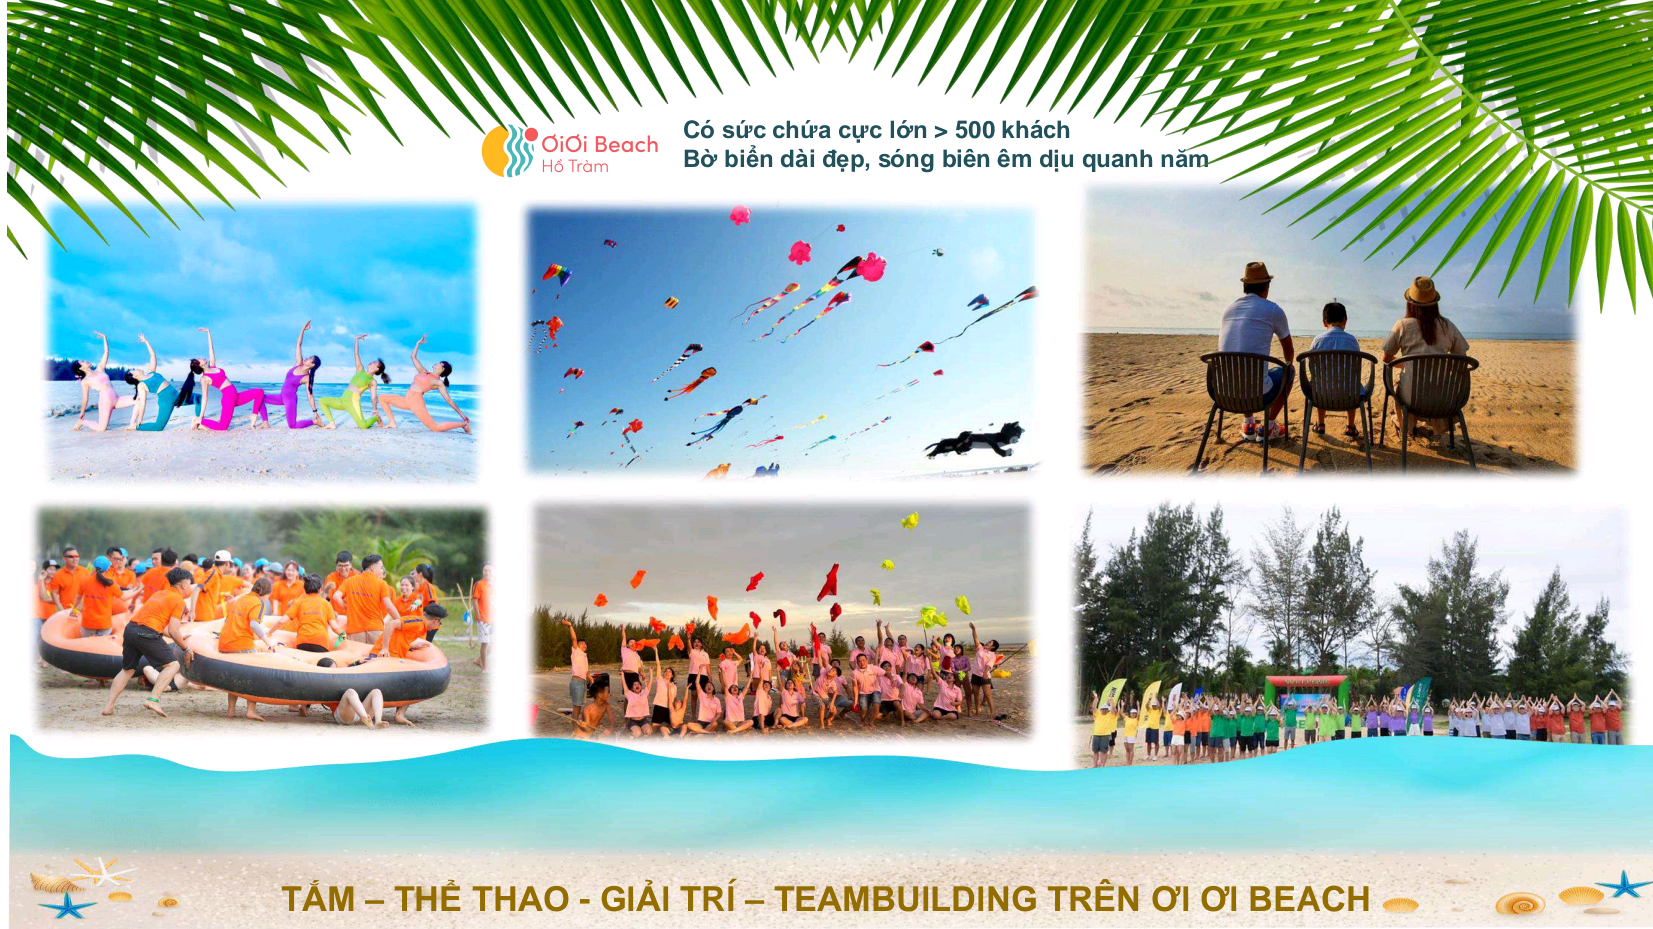 ƠiƠi Beach
Hồ Tràm
Có sức chứa cực lớn > 500 khách
Bờ biển dài đẹp, sóng biên êm dịu quanh năm
TẮM – THỂ THAO - GIẢI TRÍ – TEAMBUILDING TRÊN ƠI ƠI BEACH